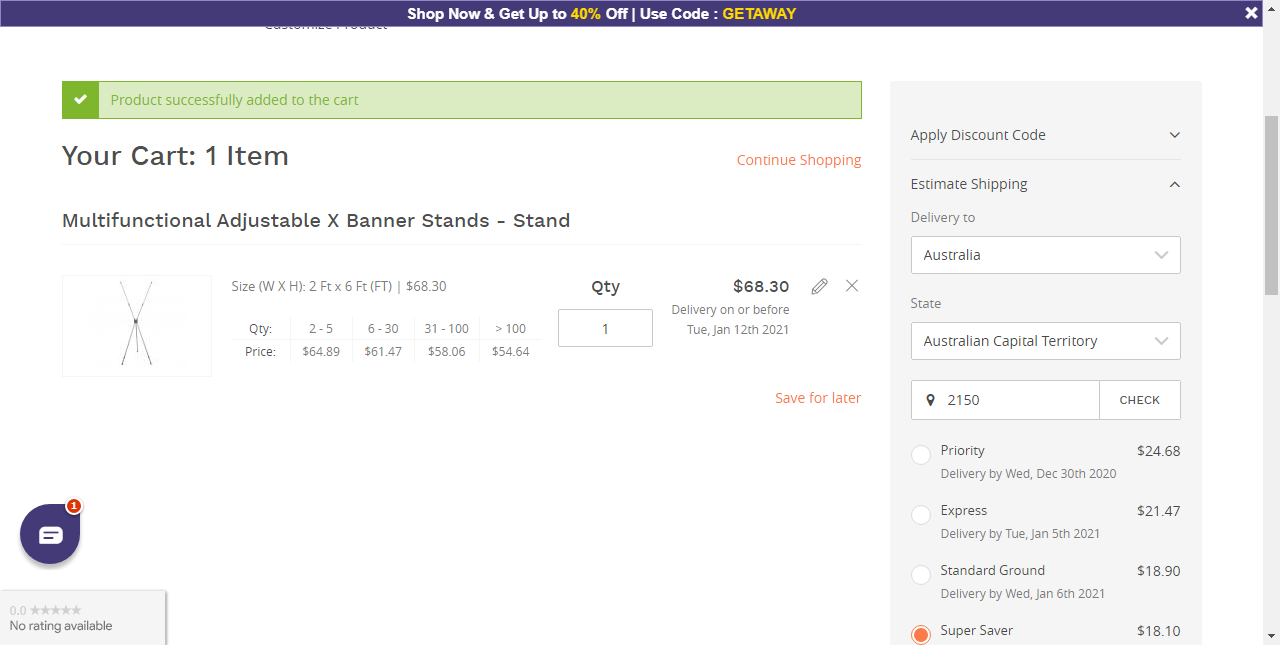 Shop Now & Get Up to 40% Off | Use Code : GETAWAY
Customize Product
Product successfully added to the cart
Your Cart: 1 Item
Continue Shopping
Multifunctional Adjustable X Banner Stands - Stand
Size (W X H): 2 Ft x 6 Ft (FT) | $68.30
Qty: 2 - 5 6 - 30 31 - 100 > 100
Price: $64.89 $61.47 $58.06 $54.64
Qty
1
$68.30
Delivery on or before
Tue, Jan 12th 2021
Save for later
Apply Discount Code
Estimate Shipping
Delivery to
Australia
State
Australian Capital Territory
2150 CHECK
Priority $24.68
Delivery by Wed, Dec 30th 2020
Express $21.47
Delivery by Tue, Jan 5th 2021
Standard Ground $18.90
Delivery by Wed, Jan 6th 2021
Super Saver $18.10
1
0.0
No rating available